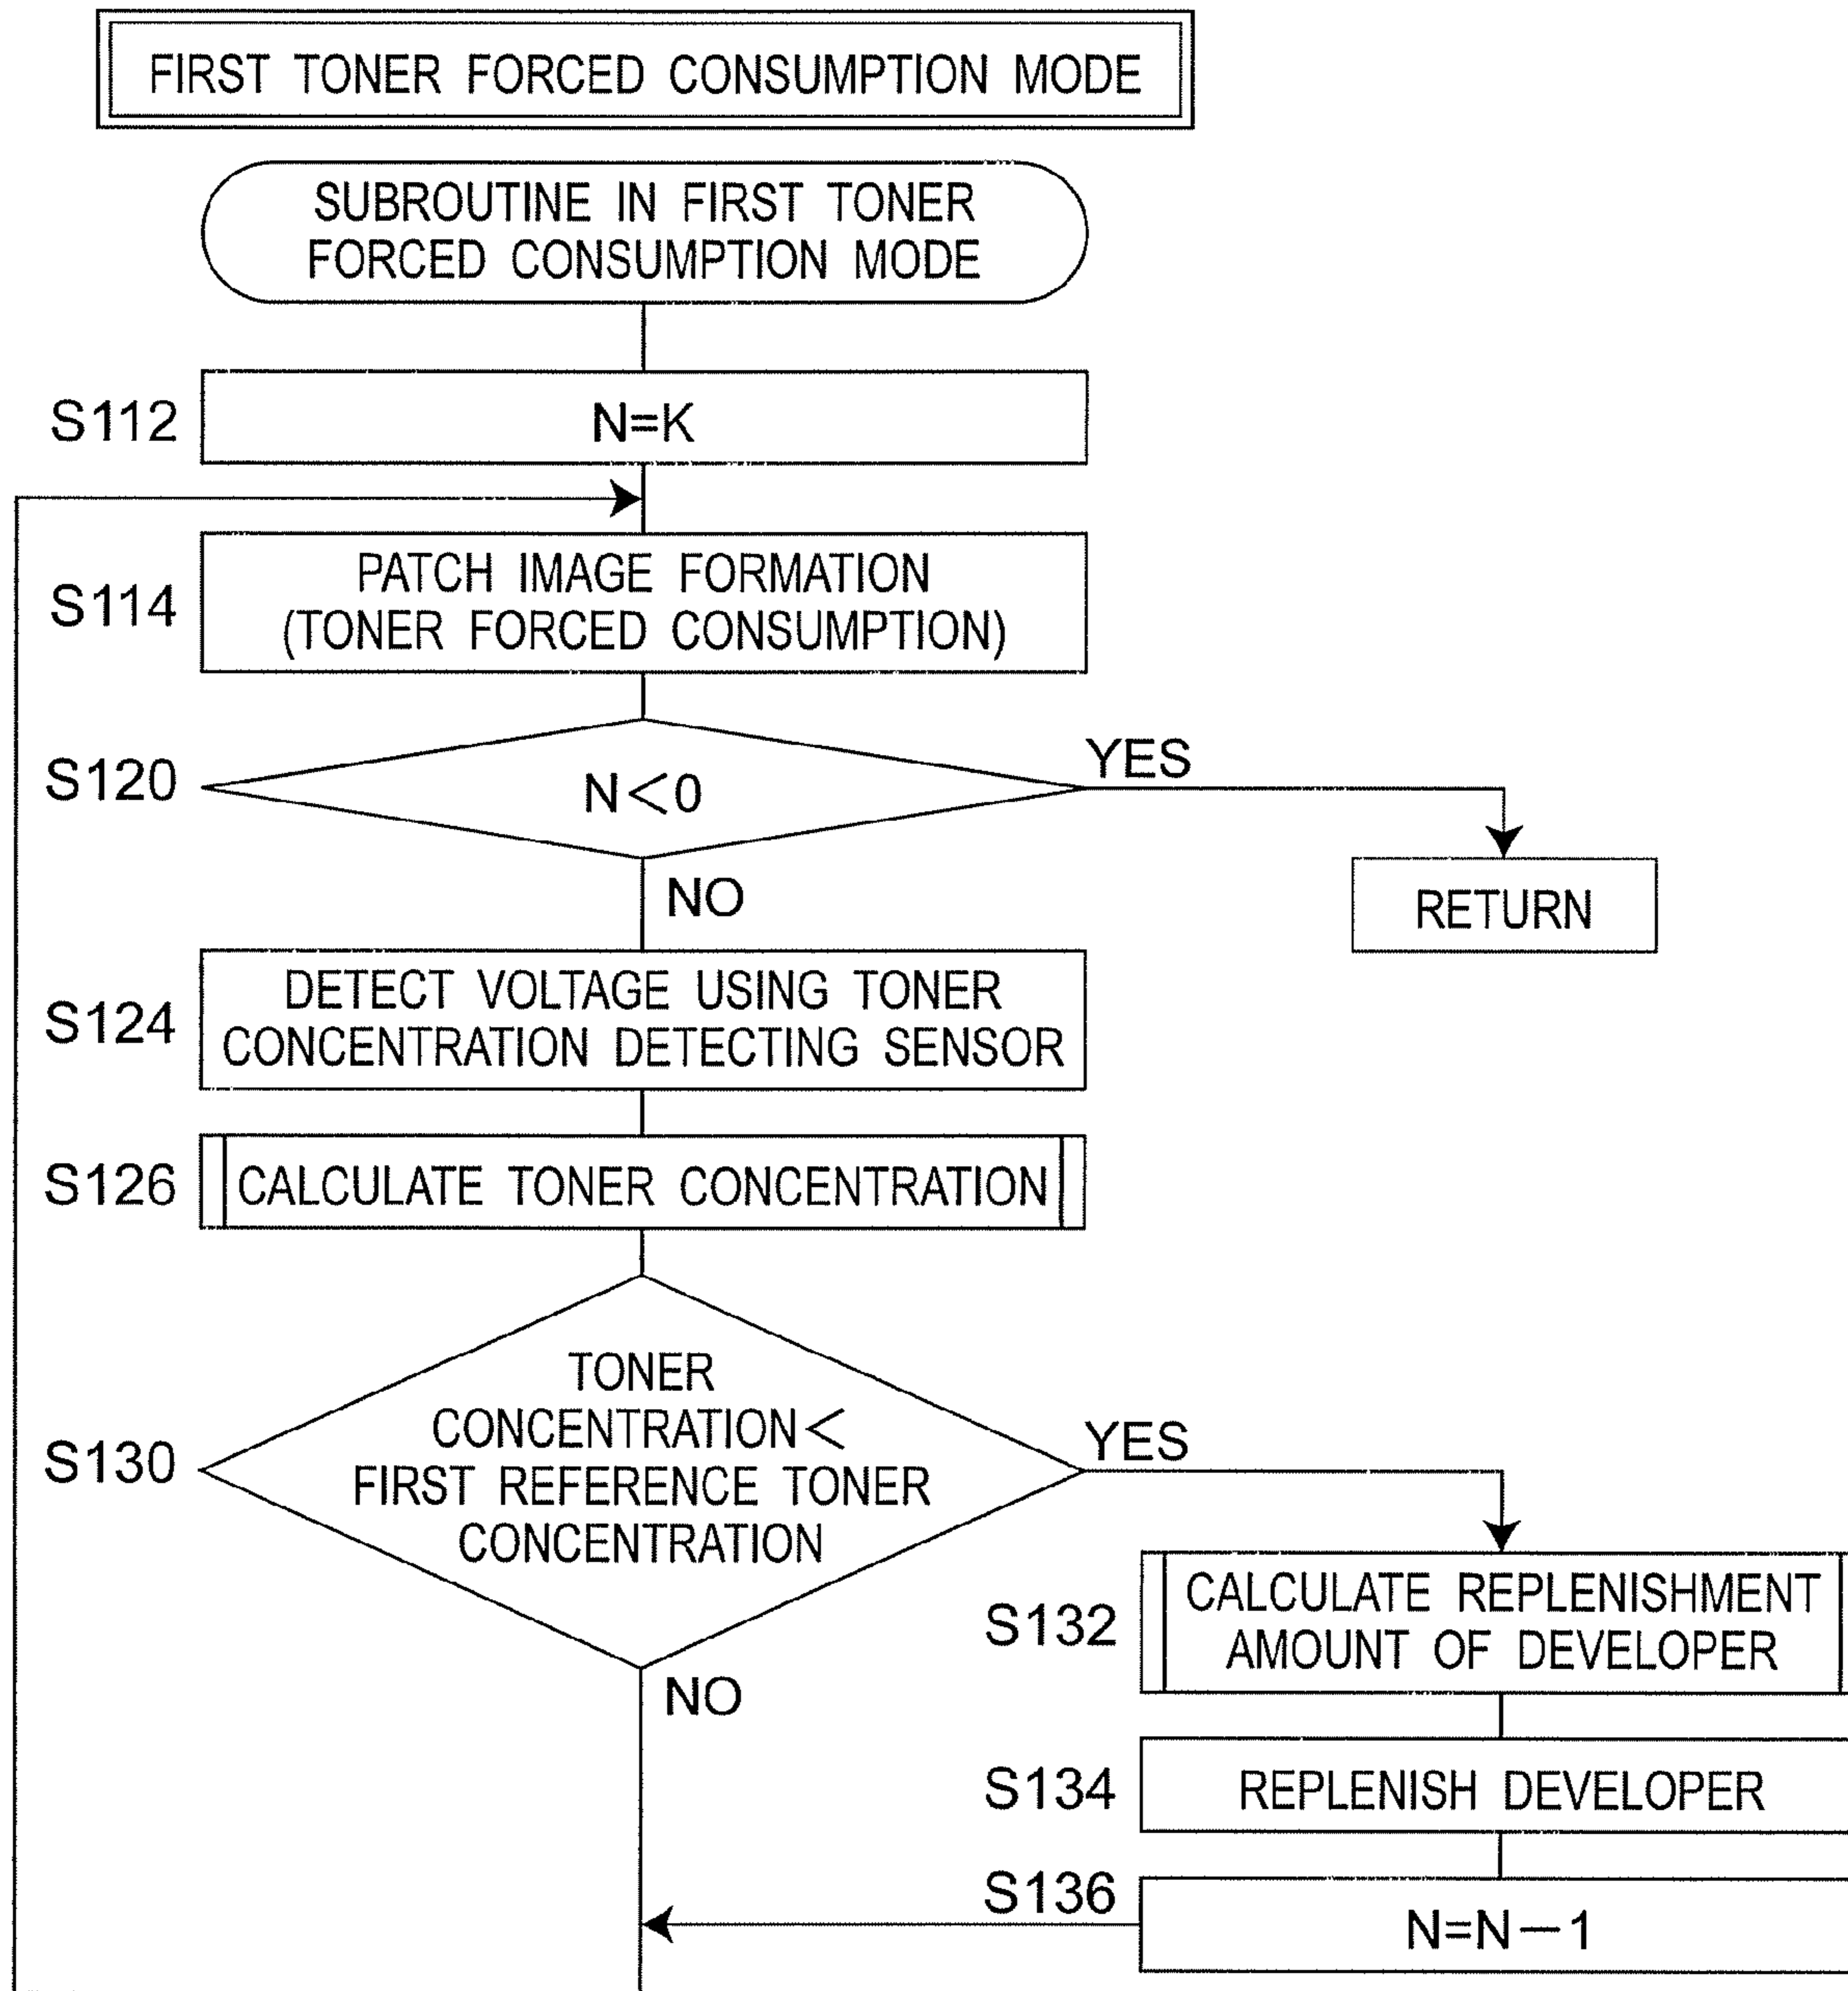 FIRST TONER FORCED CONSUMPTION MODE
SUBROUTINE IN FIRST TONER
FORCED CONSUMPTION MODE
S112
N=K
S114
PATCH IMAGE FORMATION
(TONER FORCED CONSUMPTION)
S120
N<0
YES
RETURN
NO
S124
DETECT VOLTAGE USING TONER
CONCENTRATION DETECTING SENSOR
S126
CALCULATE TONER CONCENTRATION
S130
TONER
CONCENTRATION<
FIRST REFERENCE TONER
CONCENTRATION
YES
NO
S132
CALCULATE REPLENISHMENT
AMOUNT OF DEVELOPER
S134
REPLENISH DEVELOPER
S136
N=N−1